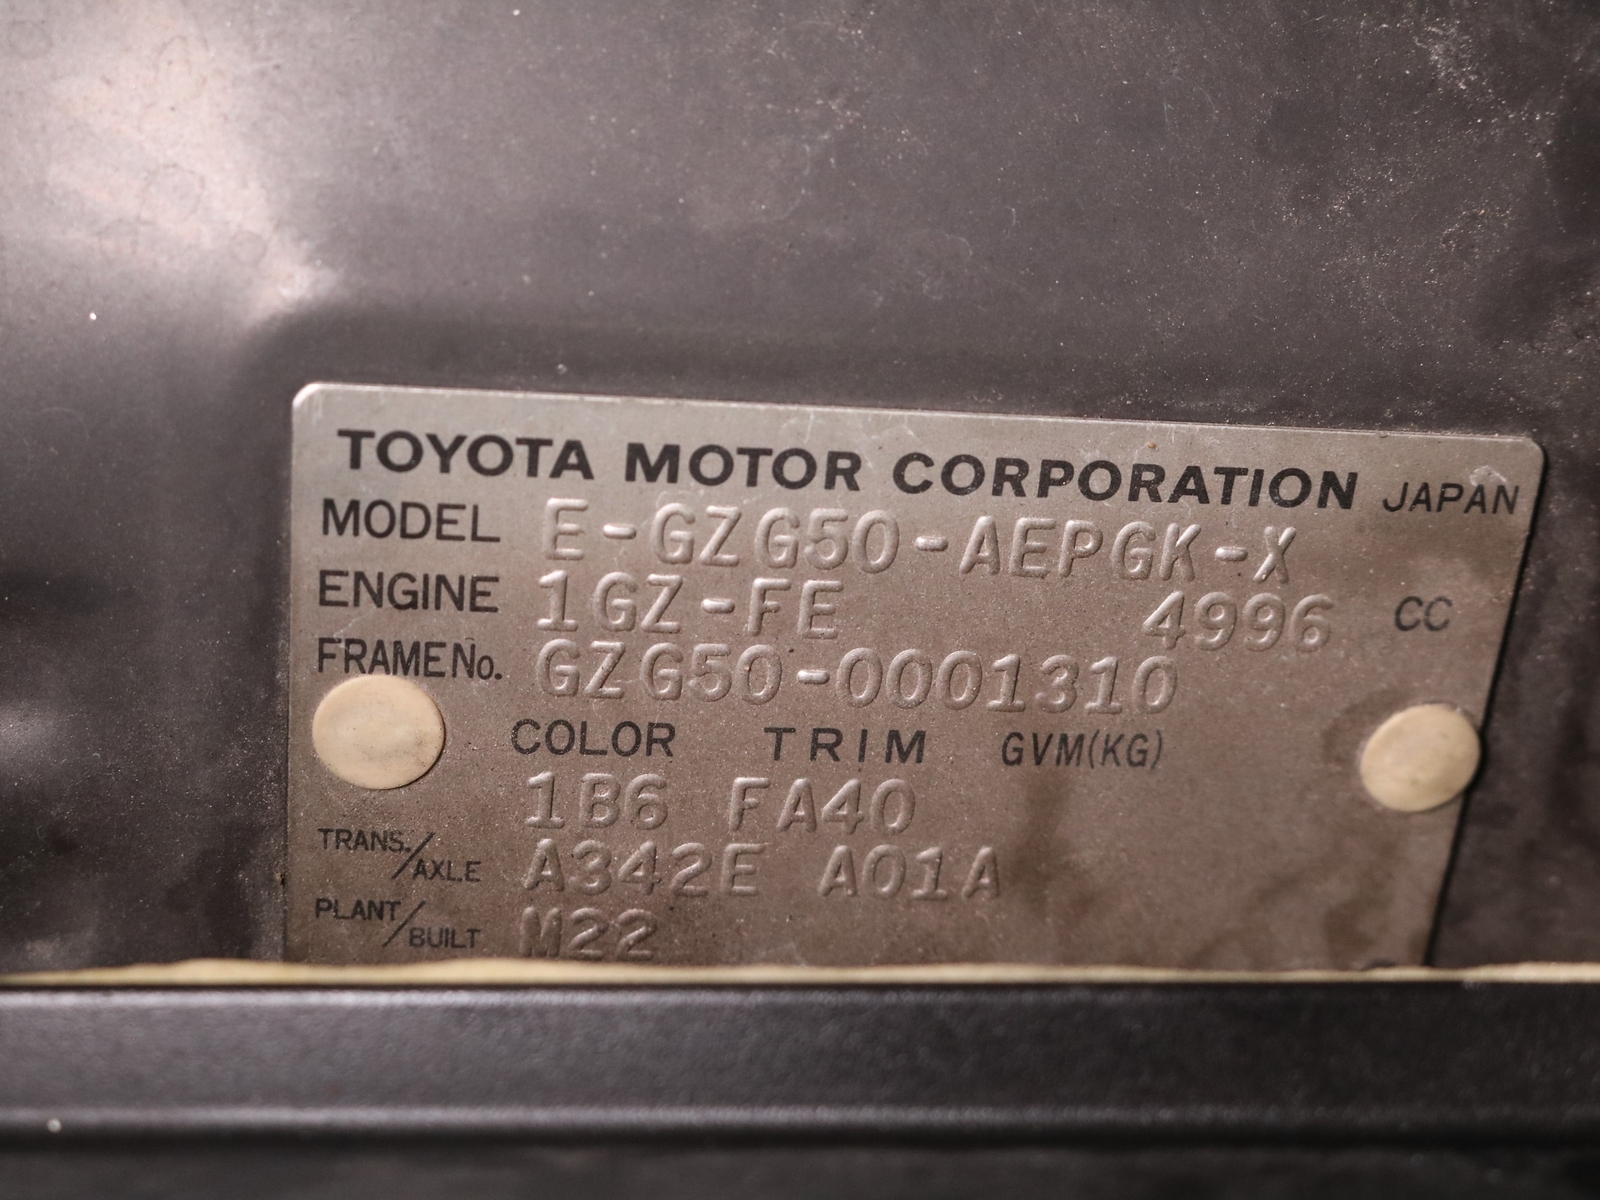 TOYOTA MOTOR CORPORATION JAPAN
MODEL E-GZG50-AEPGK-X
ENGINE 1GZ-FE 4996 CC
FRAME No. GZG50-0001310
COLOR TRIM GVM(KG)
1B6 FA40
TRANS./AXLE A342E A01A
PLANT/BUILT M22